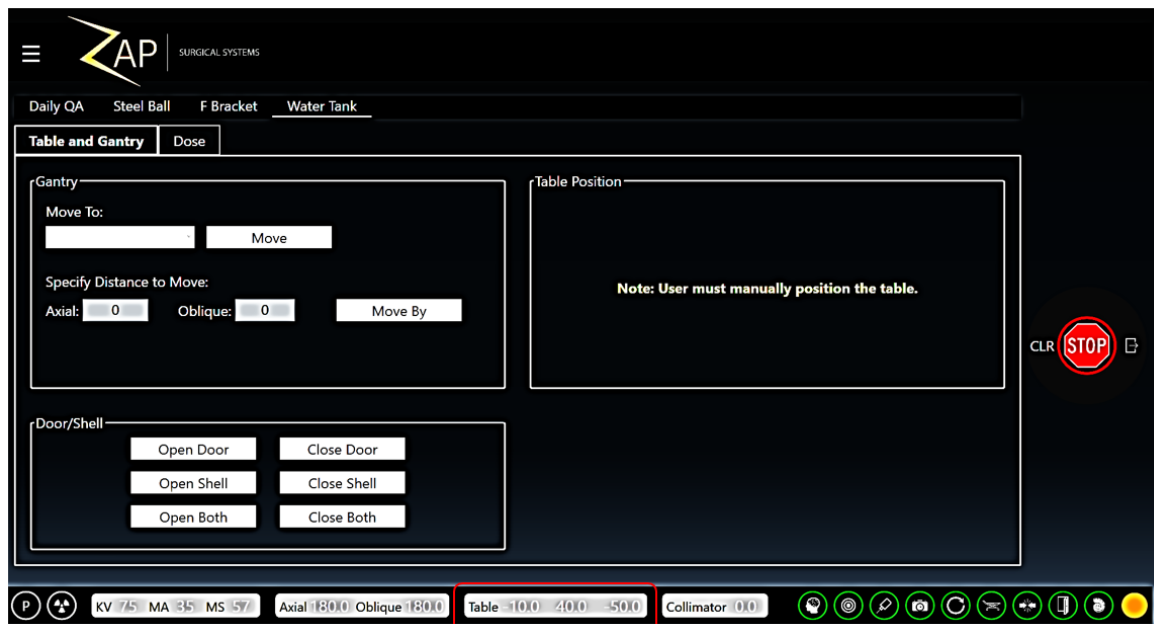 ZAP SURGICAL SYSTEMS
Daily QA Steel Ball F Bracket Water Tank
Table and Gantry Dose
Gantry
Move To:
Move
Specify Distance to Move:
Axial: 0 Oblique: 0 Move By
Table Position
Note: User must manually position the table.
CLR STOP
Door/Shell
Open Door Close Door
Open Shell Close Shell
Open Both Close Both
P KV 75 MA 35 MS 57 Axial 180.0 Oblique 180.0 Table -10.0 40.0 -50.0 Collimator 0.0